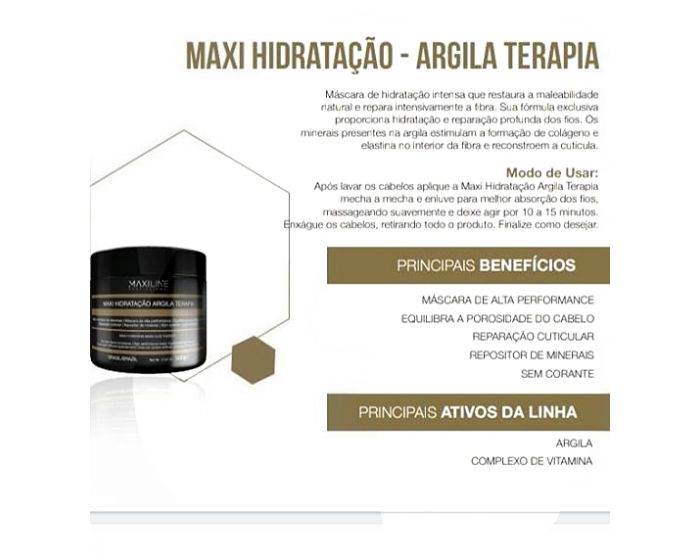 MAXI HIDRATAÇÃO - ARGILA TERAPIA
Máscara de hidratação intensa que restaura a maleabilidade
natural e repara intensivamente a fibra. Sua fórmula exclusiva
proporciona hidratação e reparação profunda dos fios. Os
minerais presentes na argila estimulam a formação de colágeno e
elastina no interior da fibra e reconstroem a cutícula.
Modo de Usar:
Após lavar os cabelos aplique a Maxi Hidratação Argila Terapia
mecha a mecha e enluve para melhor absorção dos fios,
massageando suavemente e deixe agir por 10 a 15 minutos.
Enxágue os cabelos, retirando todo o produto. Finalize como desejar.
PRINCIPAIS BENEFÍCIOS
MÁSCARA DE ALTA PERFORMANCE
EQUILIBRA A POROSIDADE DO CABELO
REPARAÇÃO CUTICULAR
REPOSITOR DE MINERAIS
SEM CORANTE
PRINCIPAIS ATIVOS DA LINHA
ARGILA
COMPLEXO DE VITAMINA
MAXILINE
MAXI HIDRATAÇÃO ARGILA TERAPIA